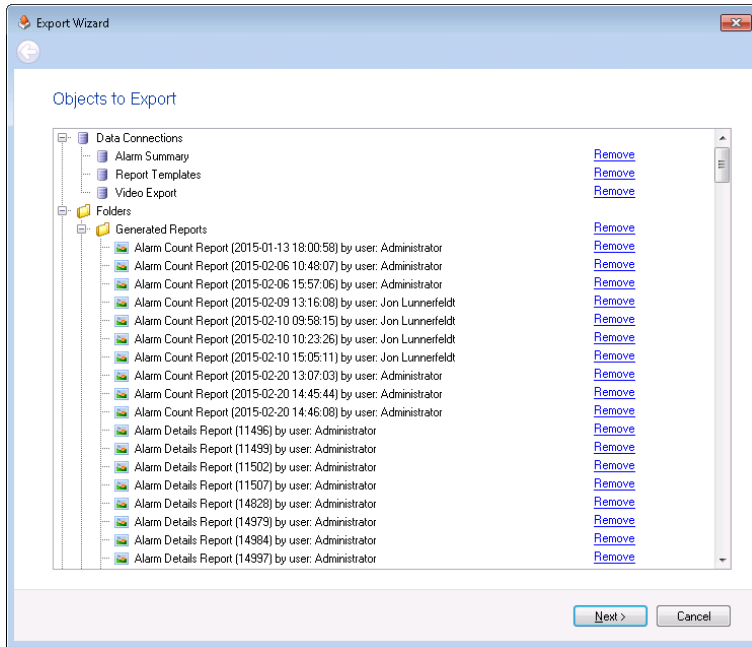 Export Wizard
Objects to Export
Data Connections
Alarm Summary Remove
Report Templates Remove
Video Export Remove
Folders
Generated Reports Remove
Alarm Count Report (2015-01-13 18:00:58) by user: Administrator Remove
Alarm Count Report (2015-02-06 10:48:07) by user: Administrator Remove
Alarm Count Report (2015-02-06 15:57:06) by user: Administrator Remove
Alarm Count Report (2015-02-09 13:16:08) by user: Jon Lunnerfeldt Remove
Alarm Count Report (2015-02-10 09:58:15) by user: Jon Lunnerfeldt Remove
Alarm Count Report (2015-02-10 10:23:26) by user: Jon Lunnerfeldt Remove
Alarm Count Report (2015-02-10 15:05:11) by user: Jon Lunnerfeldt Remove
Alarm Count Report (2015-02-20 13:07:03) by user: Administrator Remove
Alarm Count Report (2015-02-20 14:45:44) by user: Administrator Remove
Alarm Count Report (2015-02-20 14:46:08) by user: Administrator Remove
Alarm Details Report (11496) by user: Administrator Remove
Alarm Details Report (11499) by user: Administrator Remove
Alarm Details Report (11502) by user: Administrator Remove
Alarm Details Report (11507) by user: Administrator Remove
Alarm Details Report (14828) by user: Administrator Remove
Alarm Details Report (14979) by user: Administrator Remove
Alarm Details Report (14984) by user: Administrator Remove
Alarm Details Report (14997) by user: Administrator Remove
Next > Cancel